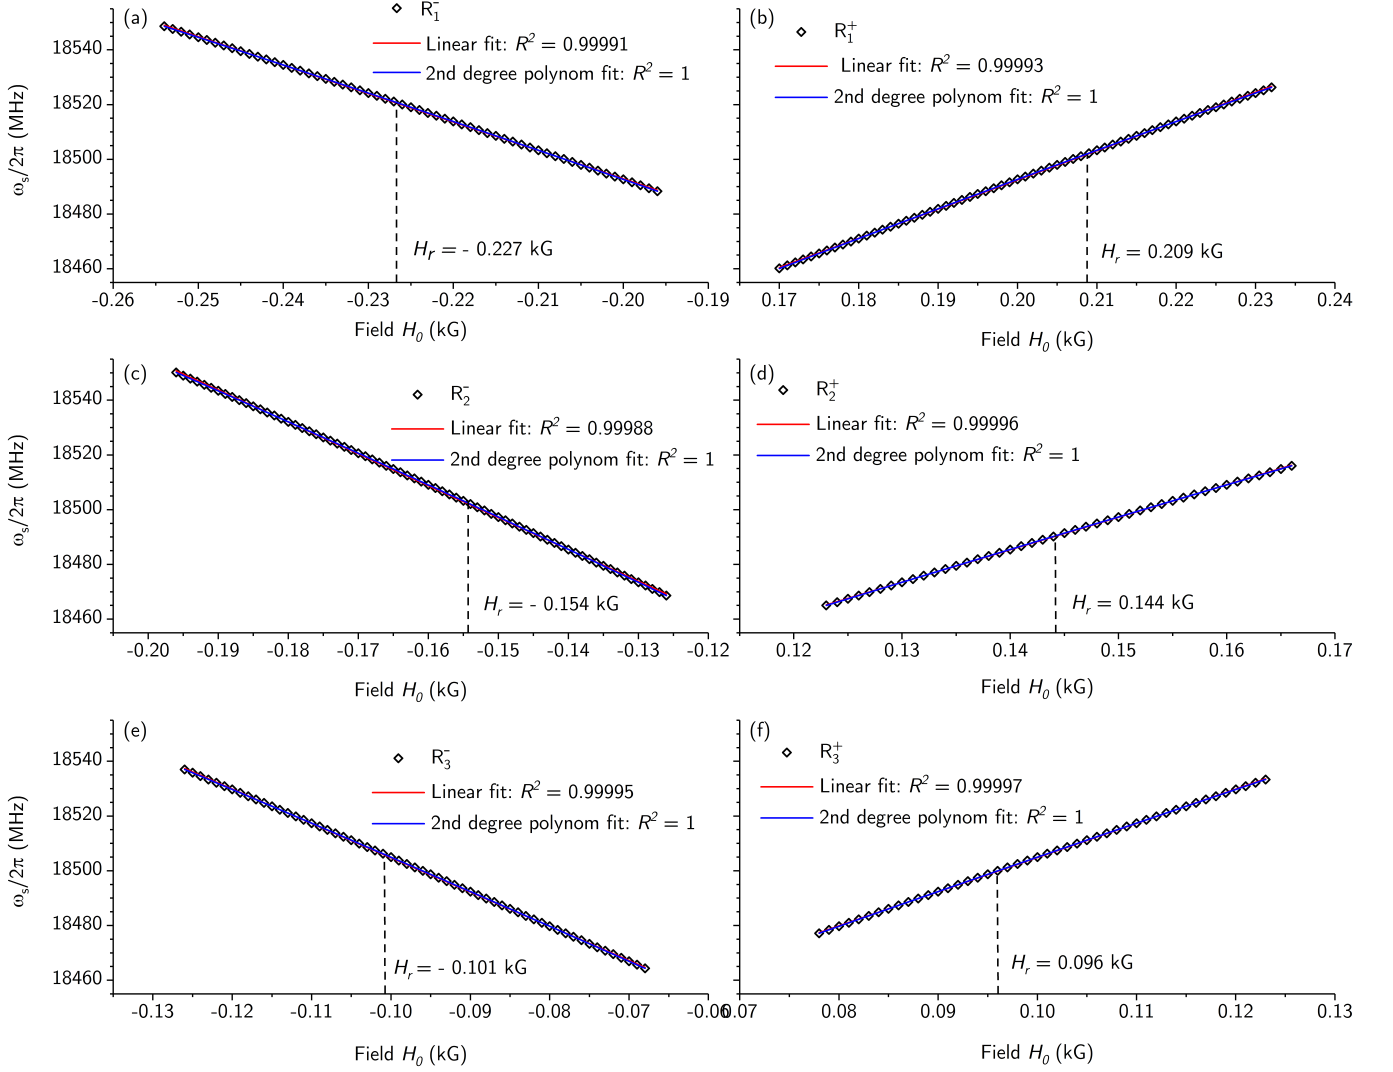 (a)
R₁⁻
Linear fit: R² = 0.99991
2nd degree polynom fit: R² = 1
18540
18520
18500
18480
18460
ωₛ/2π (MHz)
Hᵣ = - 0.227 kG
-0.26 -0.25 -0.24 -0.23 -0.22 -0.21 -0.20 -0.19
Field H₀ (kG)
(b)
R₁⁺
Linear fit: R² = 0.99993
2nd degree polynom fit: R² = 1
Hᵣ = 0.209 kG
0.17 0.18 0.19 0.20 0.21 0.22 0.23 0.24
Field H₀ (kG)
(c)
R₂⁻
Linear fit: R² = 0.99988
2nd degree polynom fit: R² = 1
18540
18520
18500
18480
18460
ωₛ/2π (MHz)
Hᵣ = - 0.154 kG
-0.20 -0.19 -0.18 -0.17 -0.16 -0.15 -0.14 -0.13 -0.12
Field H₀ (kG)
(d)
R₂⁺
Linear fit: R² = 0.99996
2nd degree polynom fit: R² = 1
Hᵣ = 0.144 kG
0.12 0.13 0.14 0.15 0.16 0.17
Field H₀ (kG)
(e)
R₃⁻
Linear fit: R² = 0.99995
2nd degree polynom fit: R² = 1
18540
18520
18500
18480
18460
ωₛ/2π (MHz)
Hᵣ = - 0.101 kG
-0.13 -0.12 -0.11 -0.10 -0.09 -0.08 -0.07 -0.06
Field H₀ (kG)
(f)
R₃⁺
Linear fit: R² = 0.99997
2nd degree polynom fit: R² = 1
Hᵣ = 0.096 kG
0.07 0.08 0.09 0.10 0.11 0.12 0.13
Field H₀ (kG)